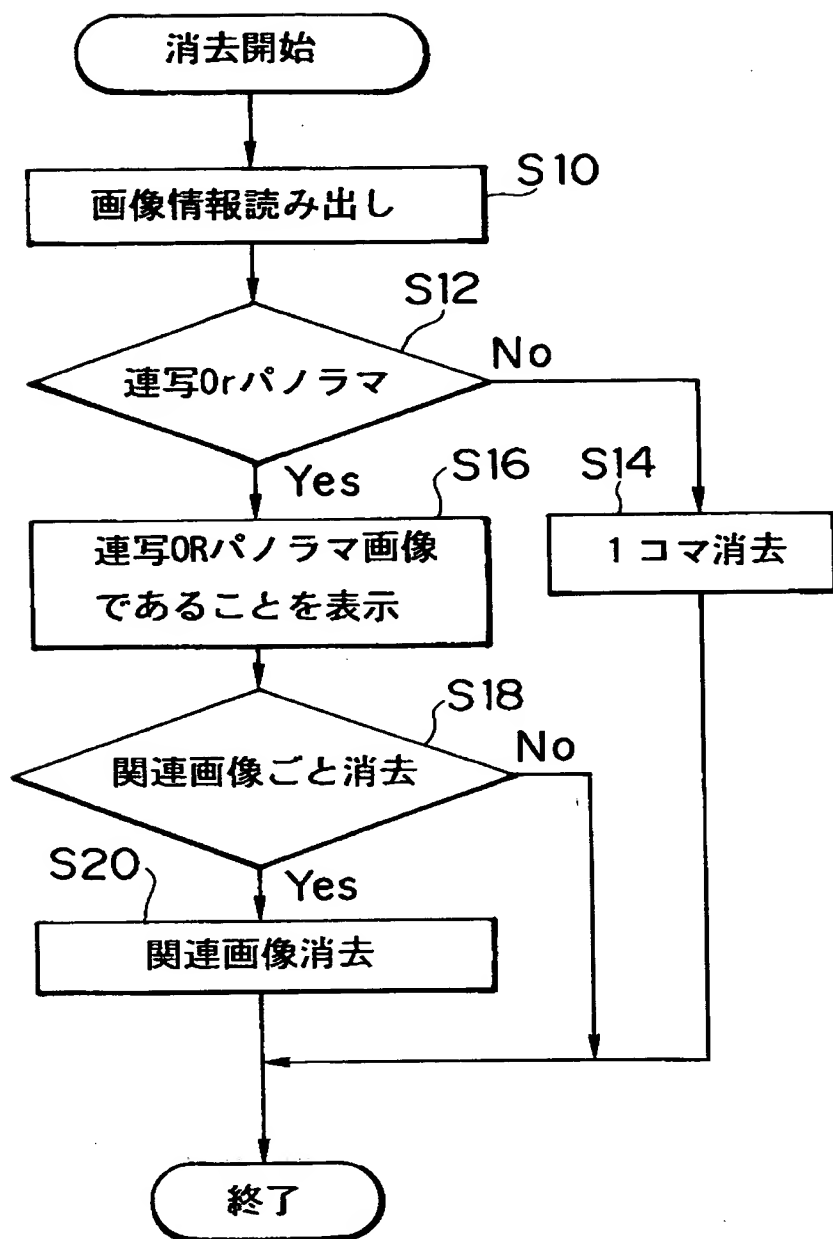 消去開始
S10
画像情報読み出し
S12
連写Orパノラマ
No
Yes
S16
S14
連写ORパノラマ画像
であることを表示
1コマ消去
S18
関連画像ごと消去
No
S20
Yes
関連画像消去
終了